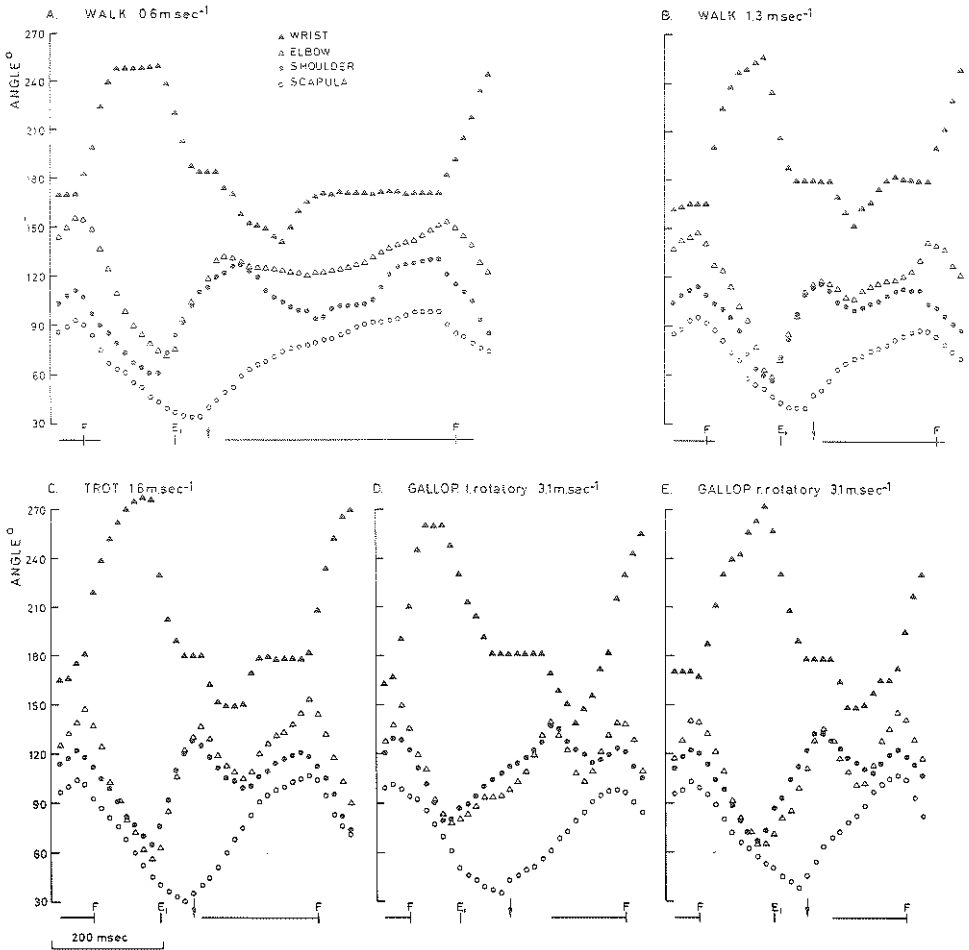 A. WALK 0.6 m.sec⁻¹
B. WALK 1.3 m.sec⁻¹
WRIST
ELBOW
SHOULDER
SCAPULA
ANGLE°
270
240
210
180
150
120
90
60
30
F E₁ F
F E₁ F
C. TROT 1.6 m.sec⁻¹
D. GALLOP l.rotatory 3.1 m.sec⁻¹
E. GALLOP r.rotatory 3.1 m.sec⁻¹
ANGLE°
270
240
210
180
150
120
90
60
30
F E₁ F
F E₁ F
F E₁ F
200 msec